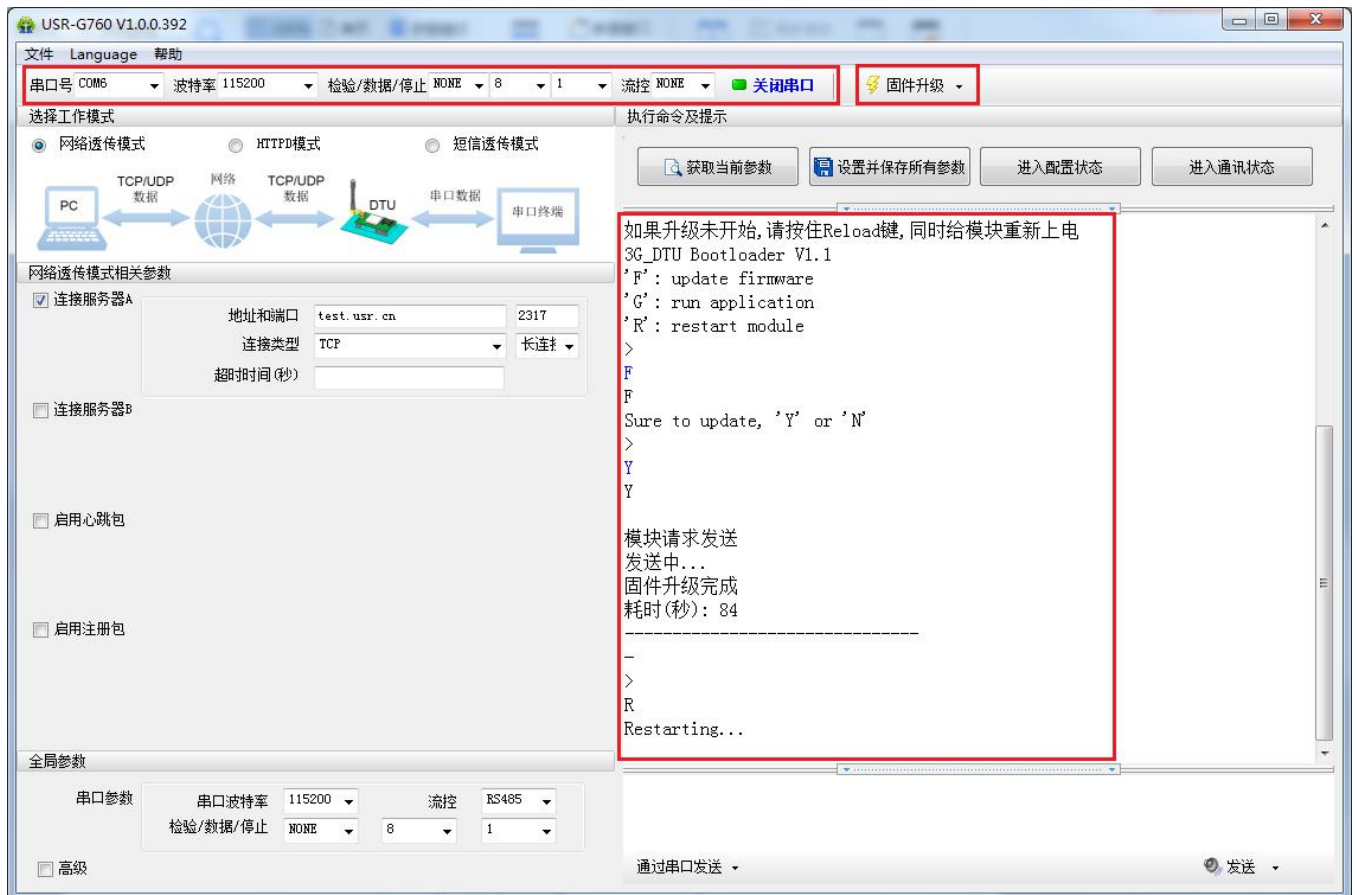 USR-G760 V1.0.0.392
文件 Language 帮助
串口号 COM6 波特率 115200 检验/数据/停止 NONE 8 1 流控 NONE 关闭串口 固件升级
选择工作模式
网络透传模式 HTTPD模式 短信透传模式
PC
TCP/UDP
数据
网络
TCP/UDP
数据
DTU
串口数据
串口终端
网络透传模式相关参数
连接服务器A
地址和端口 test.usr.cn 2317
连接类型 TCP 长连接
超时时间(秒)
连接服务器B
启用心跳包
启用注册包
全局参数
串口参数 串口波特率 115200 流控 RS485
检验/数据/停止 NONE 8 1
高级
执行命令及提示
获取当前参数 设置并保存所有参数 进入配置状态 进入通讯状态
如果升级未开始,请按住Reload键,同时给模块重新上电
3G_DTU Bootloader V1.1
'F': update firmware
'G': run application
'R': restart module
>
F
F
Sure to update, 'Y' or 'N'
>
Y
Y
模块请求发送
发送中...
固件升级完成
耗时(秒): 84
-------------------------------
-
>
R
Restarting...
通过串口发送 发送